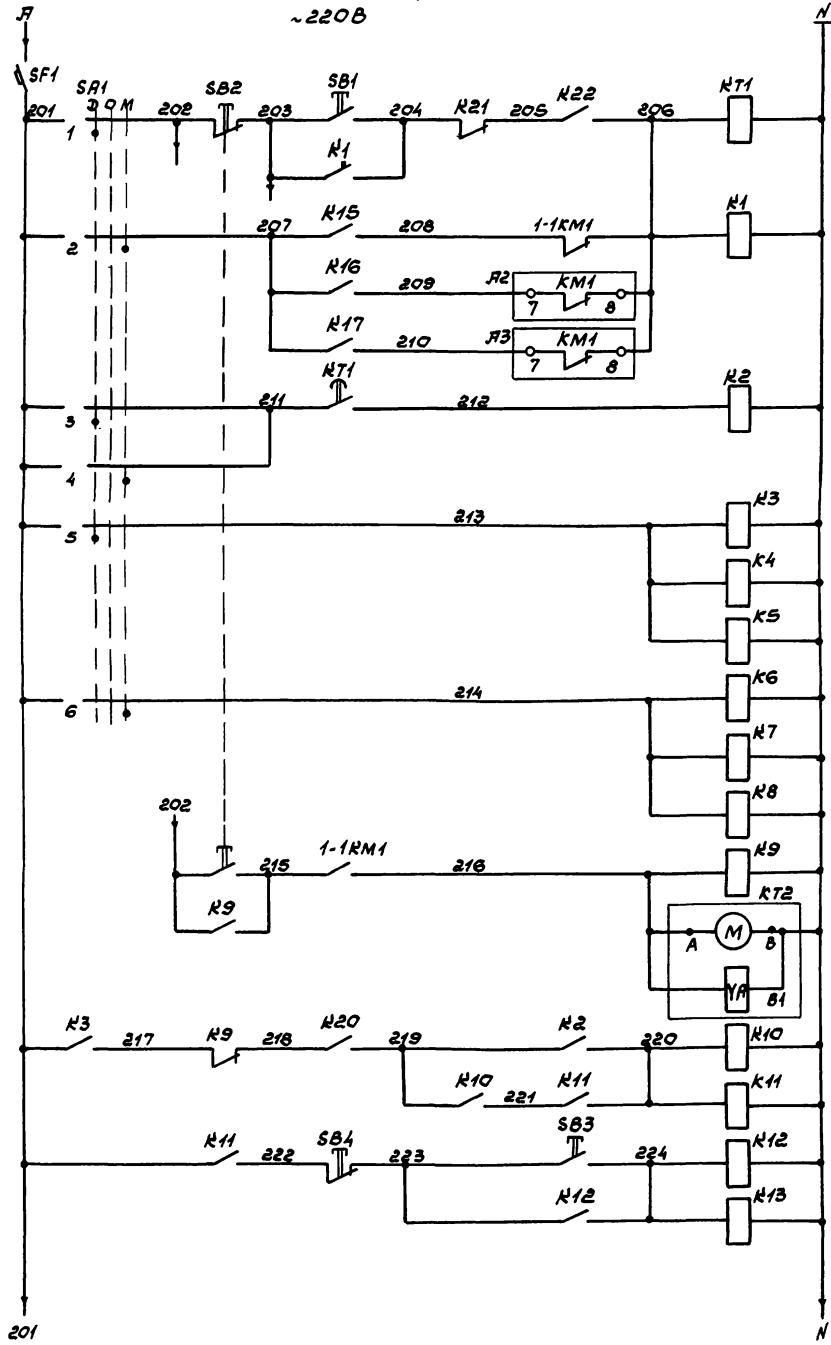 А ~220В N
SF1
SA1 SB2 SB1
Д О М 202 203 204 K21 205 K22 206 KT1
201
1
K1
207 K15 208 1-1KM1 K1
2
K16 209 А2 KM1
7 8
K17 210 А3 KM1
7 8
KT1 K2
211 212
3
4
213 K3
5
K4
K5
214 K6
6
K7
K8
202
215 1-1KM1 216 K9
K9 KT2
А М В
YA В1
K3 217 K9 218 K20 219 K2 220 K10
K10 221 K11 K11
SB3
K11 222 SB4 223 224 K12
K12 K13
201 N